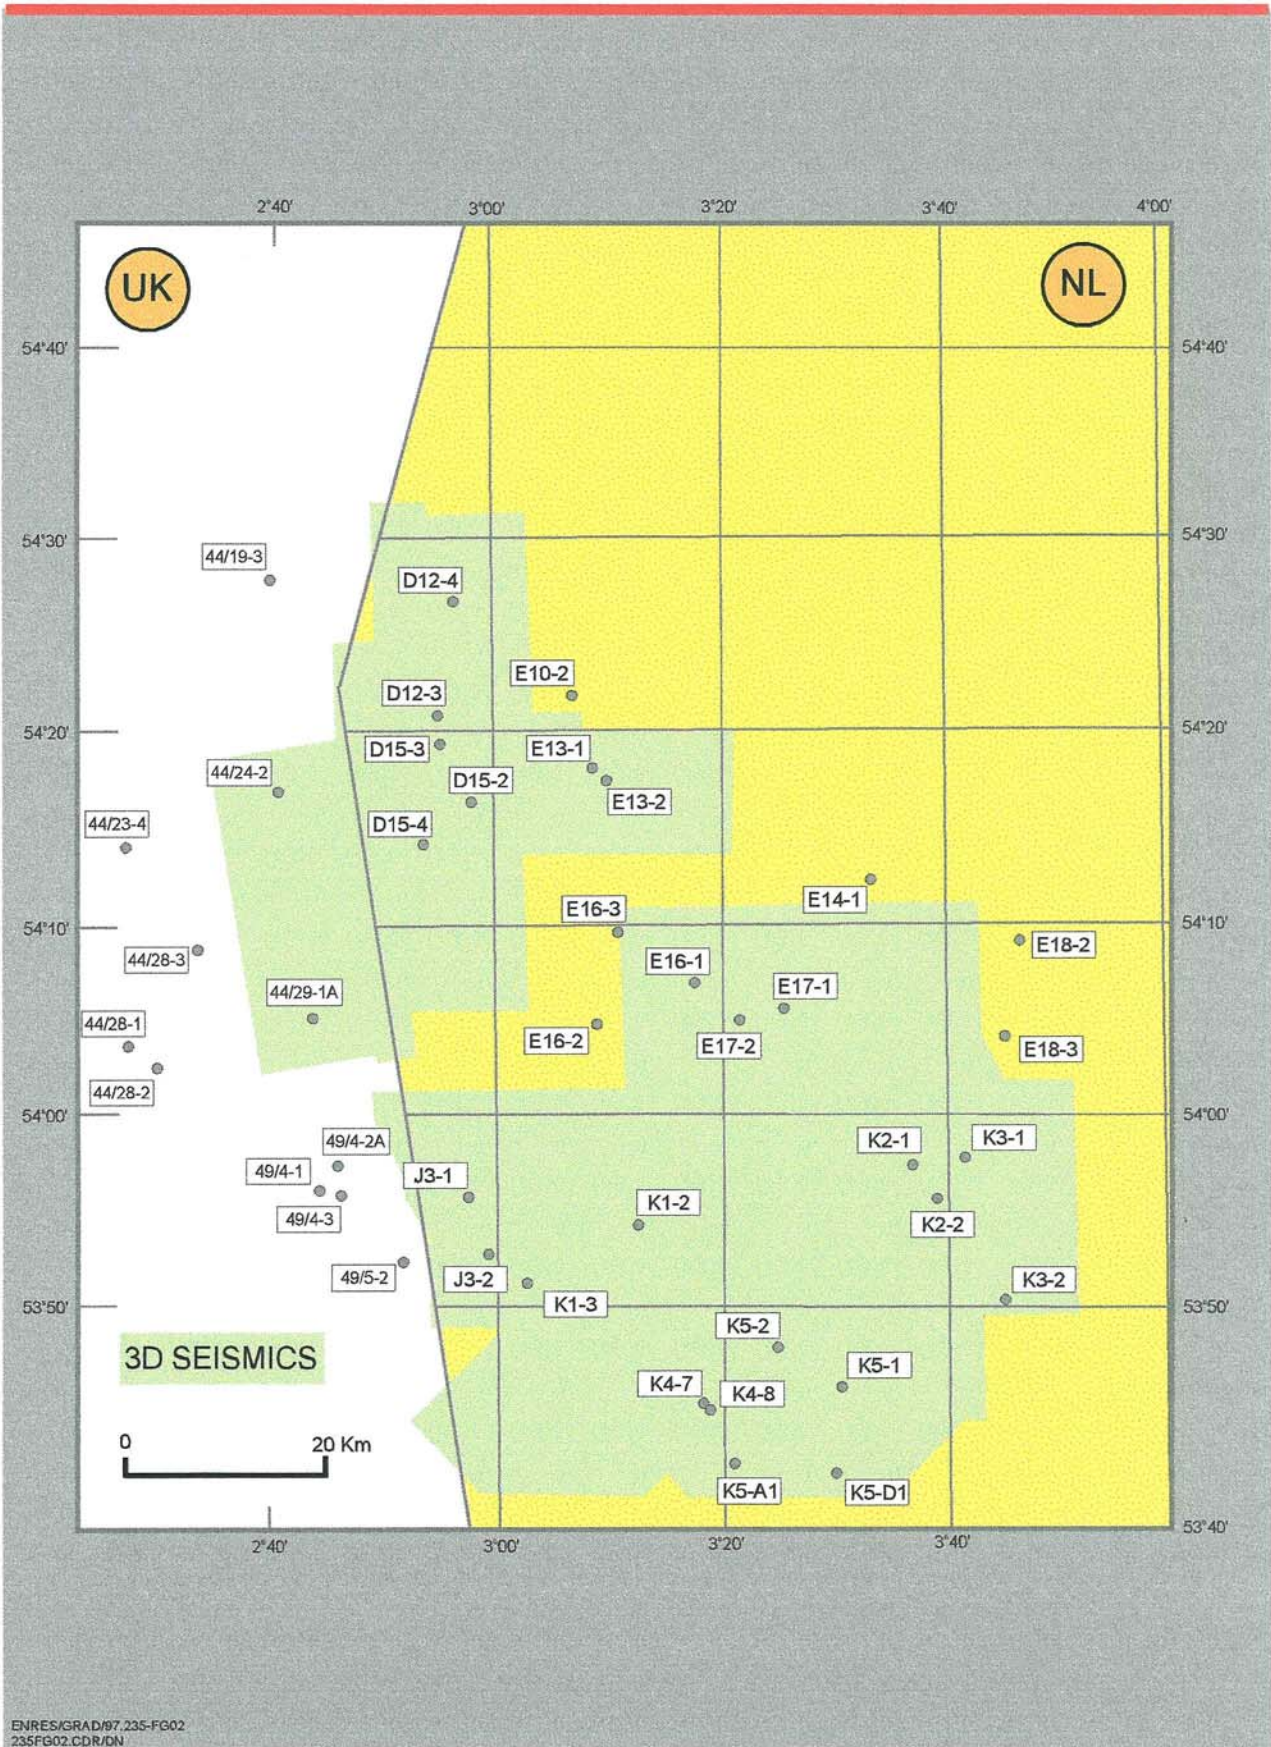 2°40' 3°00' 3°20' 3°40' 4°00'
UK NL
54°40' 54°40'
54°30' 54°30'
44/19-3
D12-4
E10-2
D12-3
54°20' 54°20'
D15-3 E13-1
44/24-2 D15-2
E13-2
44/23-4 D15-4
E14-1
E16-3
54°10' 54°10'
44/28-3 E16-1 E18-2
44/29-1A E17-1
44/28-1 E16-2 E17-2 E18-3
44/28-2
54°00' 54°00'
49/4-2A K2-1 K3-1
49/4-1 J3-1
49/4-3 K1-2 K2-2
49/5-2 J3-2 K3-2
K1-3
53°50' 53°50'
K5-2
3D SEISMICS K5-1
K4-7 K4-8
0 20 Km
K5-A1 K5-D1
53°40'
2°40' 3°00' 3°20' 3°40'
ENRES/GRAD/97.235-FG02
235FG02.CDR/DN